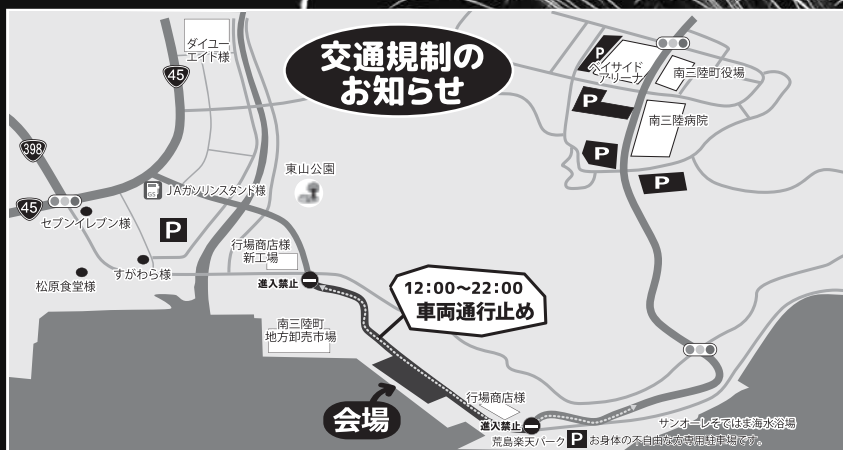 交通規制の
お知らせ
ダイユー
エイト様
45
398
45
セブンイレブン様
JAガソリンスタンド様
GS
P
松原食堂様
すがわら様
東山公園
行場商店様
新工場
進入禁止
12:00〜22:00
車両通行止め
南三陸町
地方卸売市場
会場
行場商店様
進入禁止
荒島楽天パーク P お身体の不自由な方専用駐車場です。
サンオーレそではま海水浴場
P
ベイサイド
アリーナ
南三陸町役場
P
南三陸病院
P
P